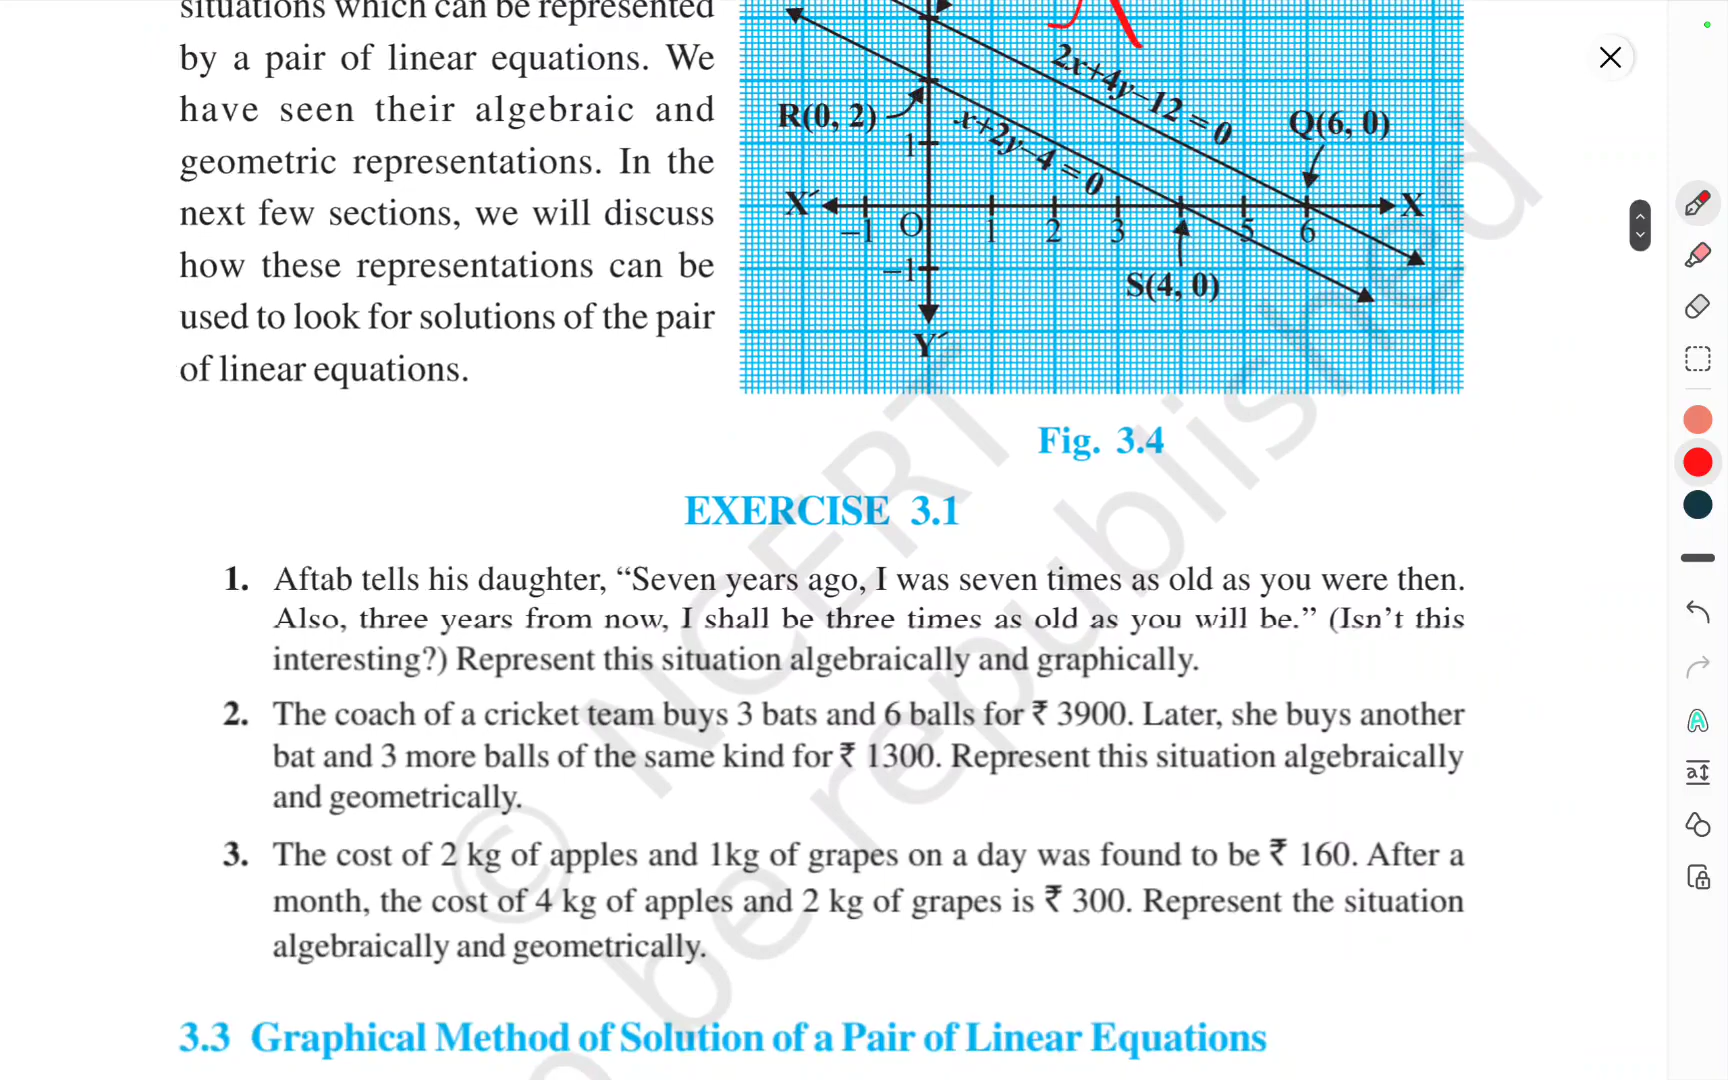 situations which can be represented
by a pair of linear equations. We
have seen their algebraic and
geometric representations. In the
next few sections, we will discuss
how these representations can be
used to look for solutions of the pair
of linear equations.
2x+4y–12 = 0
R(0, 2)
x+2y–4 = 0
Q(6, 0)
1
X´
X
–1 O 1 2 3 5 6
–1
S(4, 0)
Y´
Fig. 3.4
EXERCISE 3.1
1. Aftab tells his daughter, “Seven years ago, I was seven times as old as you were then.
Also, three years from now, I shall be three times as old as you will be.” (Isn’t this
interesting?) Represent this situation algebraically and graphically.
2. The coach of a cricket team buys 3 bats and 6 balls for ₹ 3900. Later, she buys another
bat and 3 more balls of the same kind for ₹ 1300. Represent this situation algebraically
and geometrically.
3. The cost of 2 kg of apples and 1kg of grapes on a day was found to be ₹ 160. After a
month, the cost of 4 kg of apples and 2 kg of grapes is ₹ 300. Represent the situation
algebraically and geometrically.
3.3 Graphical Method of Solution of a Pair of Linear Equations
© NCERT
be republished